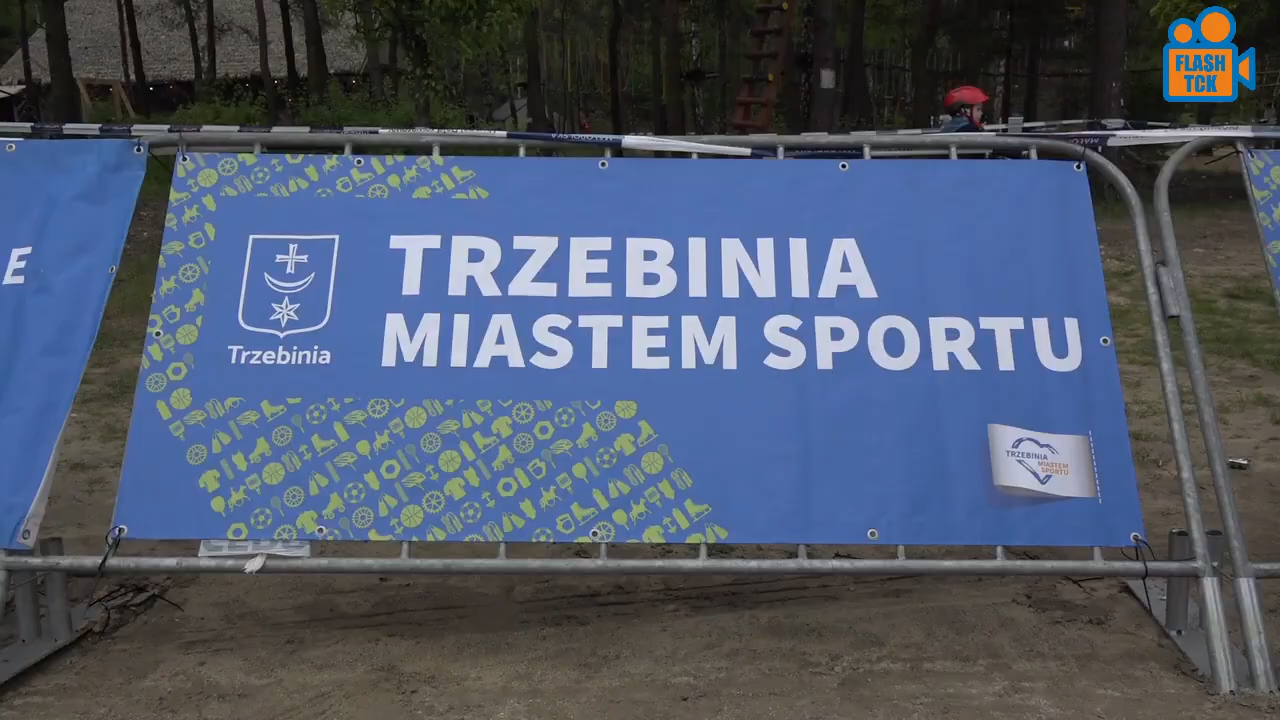 FLASH
TCK
E
TRZEBINIA
MIASTEM SPORTU
Trzebinia
TRZEBINIA
MIASTEM
SPORTU